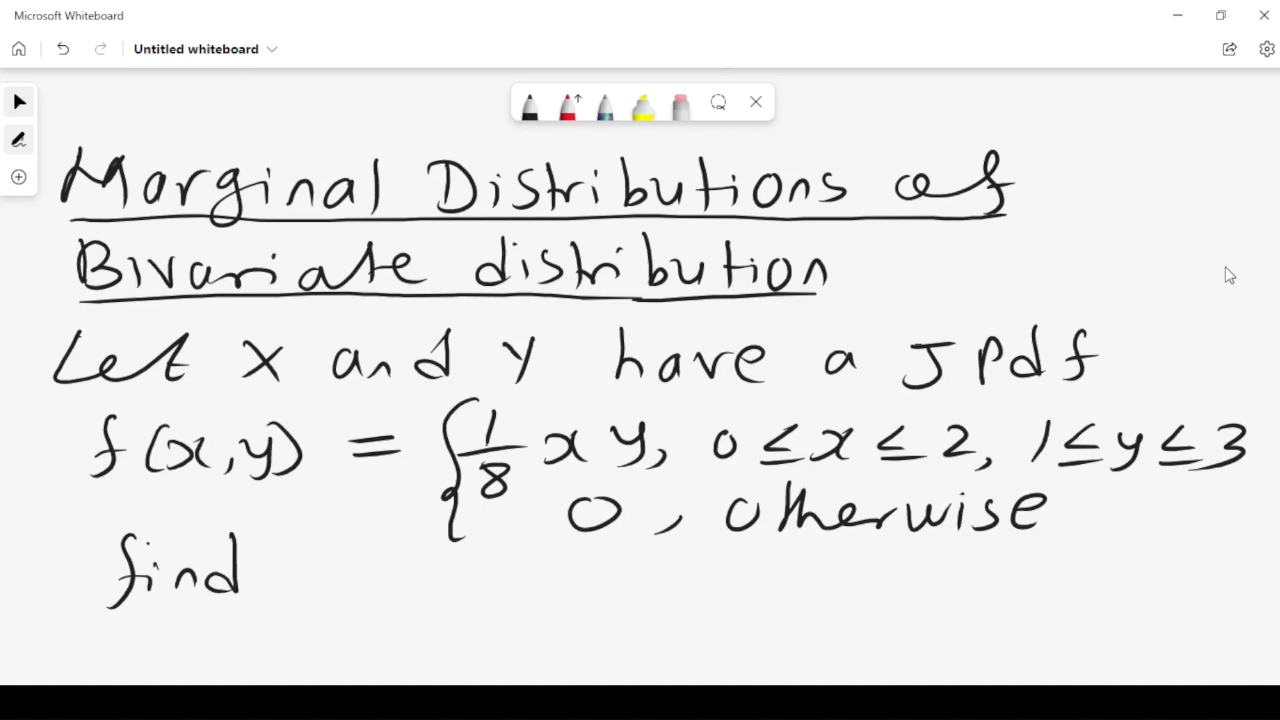 Microsoft Whiteboard
Untitled whiteboard
Marginal Distributions of
Bivariate distribution
Let X and Y have a JPdf
f(x,y) = { 1/8 xy, 0 ≤ x ≤ 2, 1 ≤ y ≤ 3
0, otherwise
find